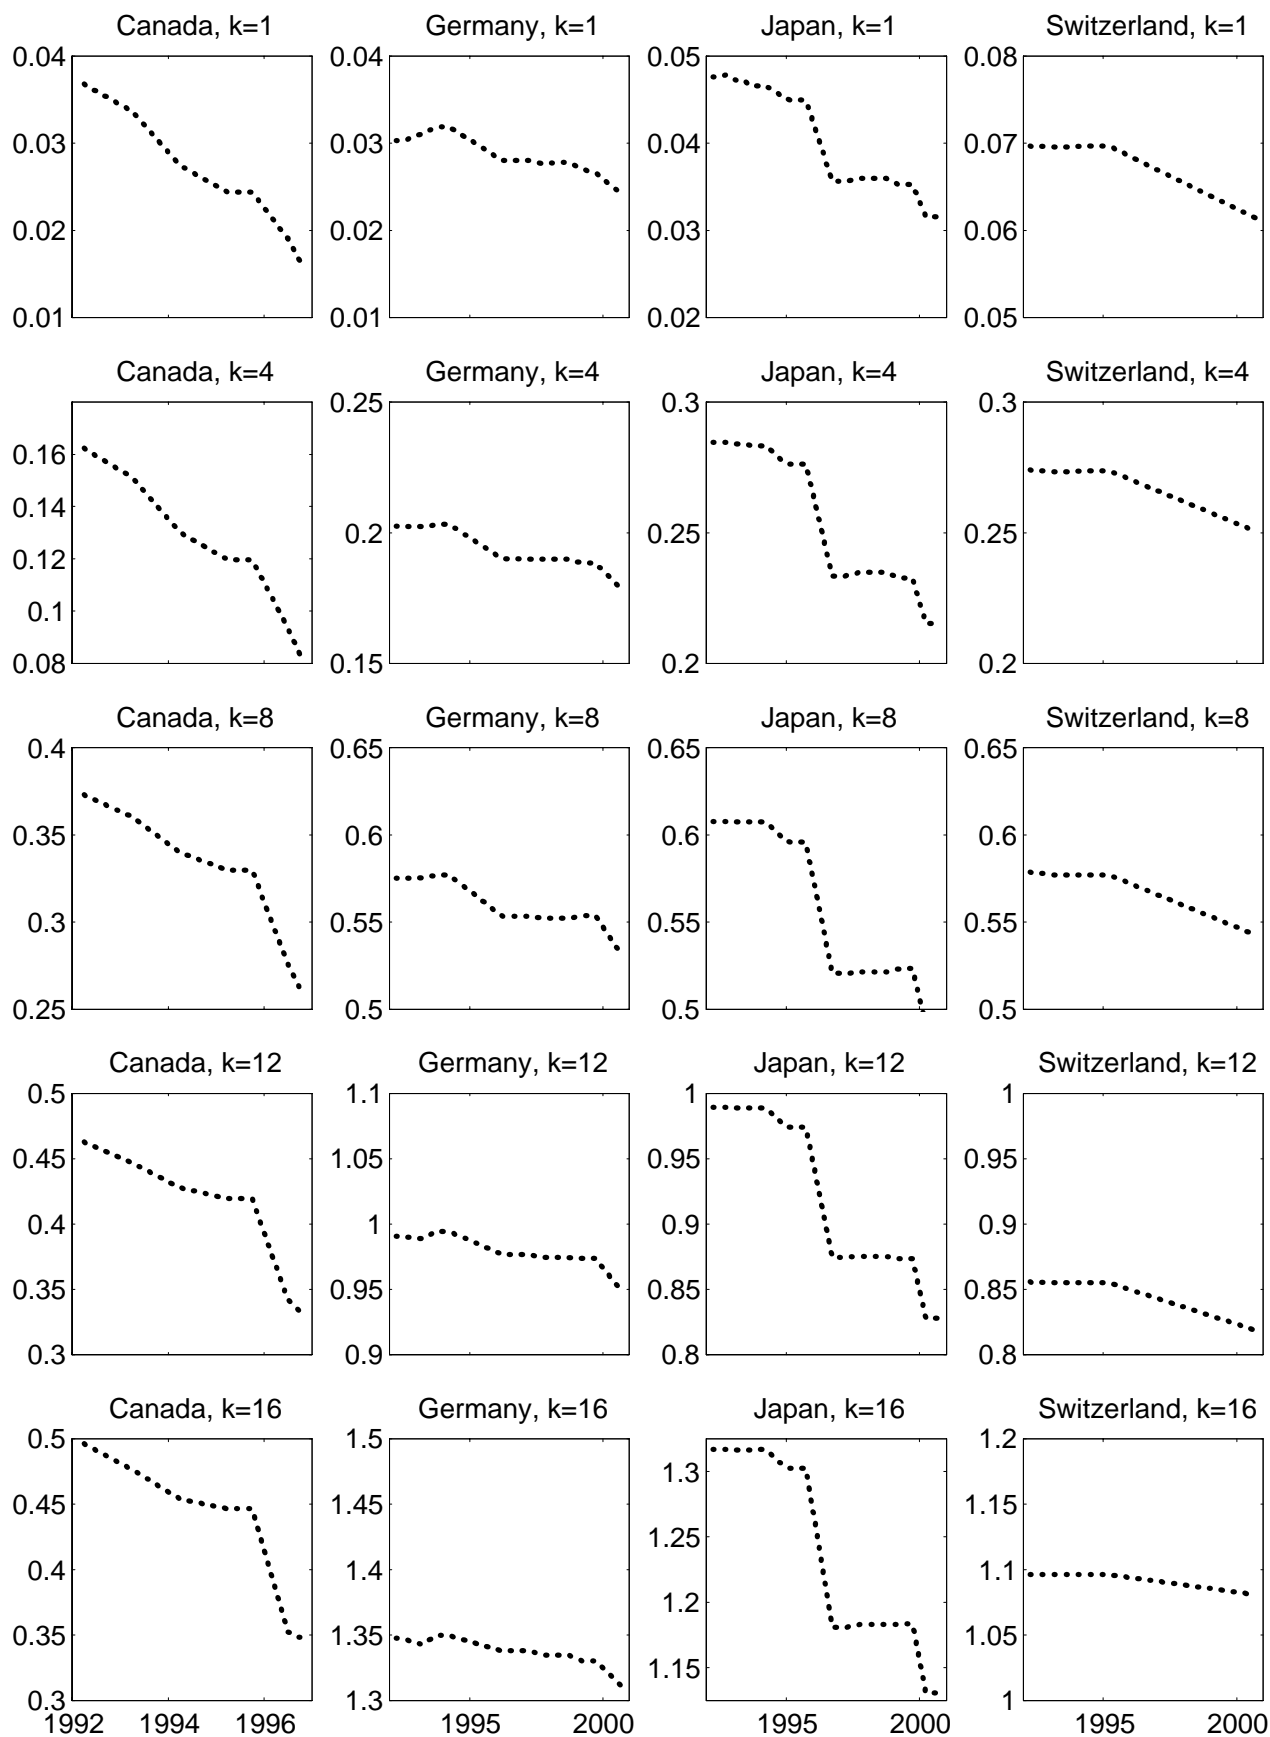 Canada, k=1 Germany, k=1 Japan, k=1 Switzerland, k=1
0.04 0.04 0.05 0.08
0.03 0.03 0.04 0.07
0.02 0.02 0.03 0.06
0.01 0.01 0.02 0.05
Canada, k=4 Germany, k=4 Japan, k=4 Switzerland, k=4
0.25 0.3 0.3
0.16
0.14
0.2 0.25 0.25
0.12
0.1
0.08 0.15 0.2 0.2
Canada, k=8 Germany, k=8 Japan, k=8 Switzerland, k=8
0.4 0.65 0.65 0.65
0.35 0.6 0.6 0.6
0.3 0.55 0.55 0.55
0.25 0.5 0.5 0.5
Canada, k=12 Germany, k=12 Japan, k=12 Switzerland, k=12
0.5 1.1 1 1
0.45 1.05 0.95 0.95
0.4 1 0.9 0.9
0.35 0.95 0.85 0.85
0.3 0.9 0.8 0.8
Canada, k=16 Germany, k=16 Japan, k=16 Switzerland, k=16
0.5 1.5 1.2
1.3
0.45 1.45 1.15
1.25
0.4 1.4 1.1
1.2
0.35 1.35 1.05
1.15
0.3 1.3 1
1992 1994 1996 1995 2000 1995 2000 1995 2000